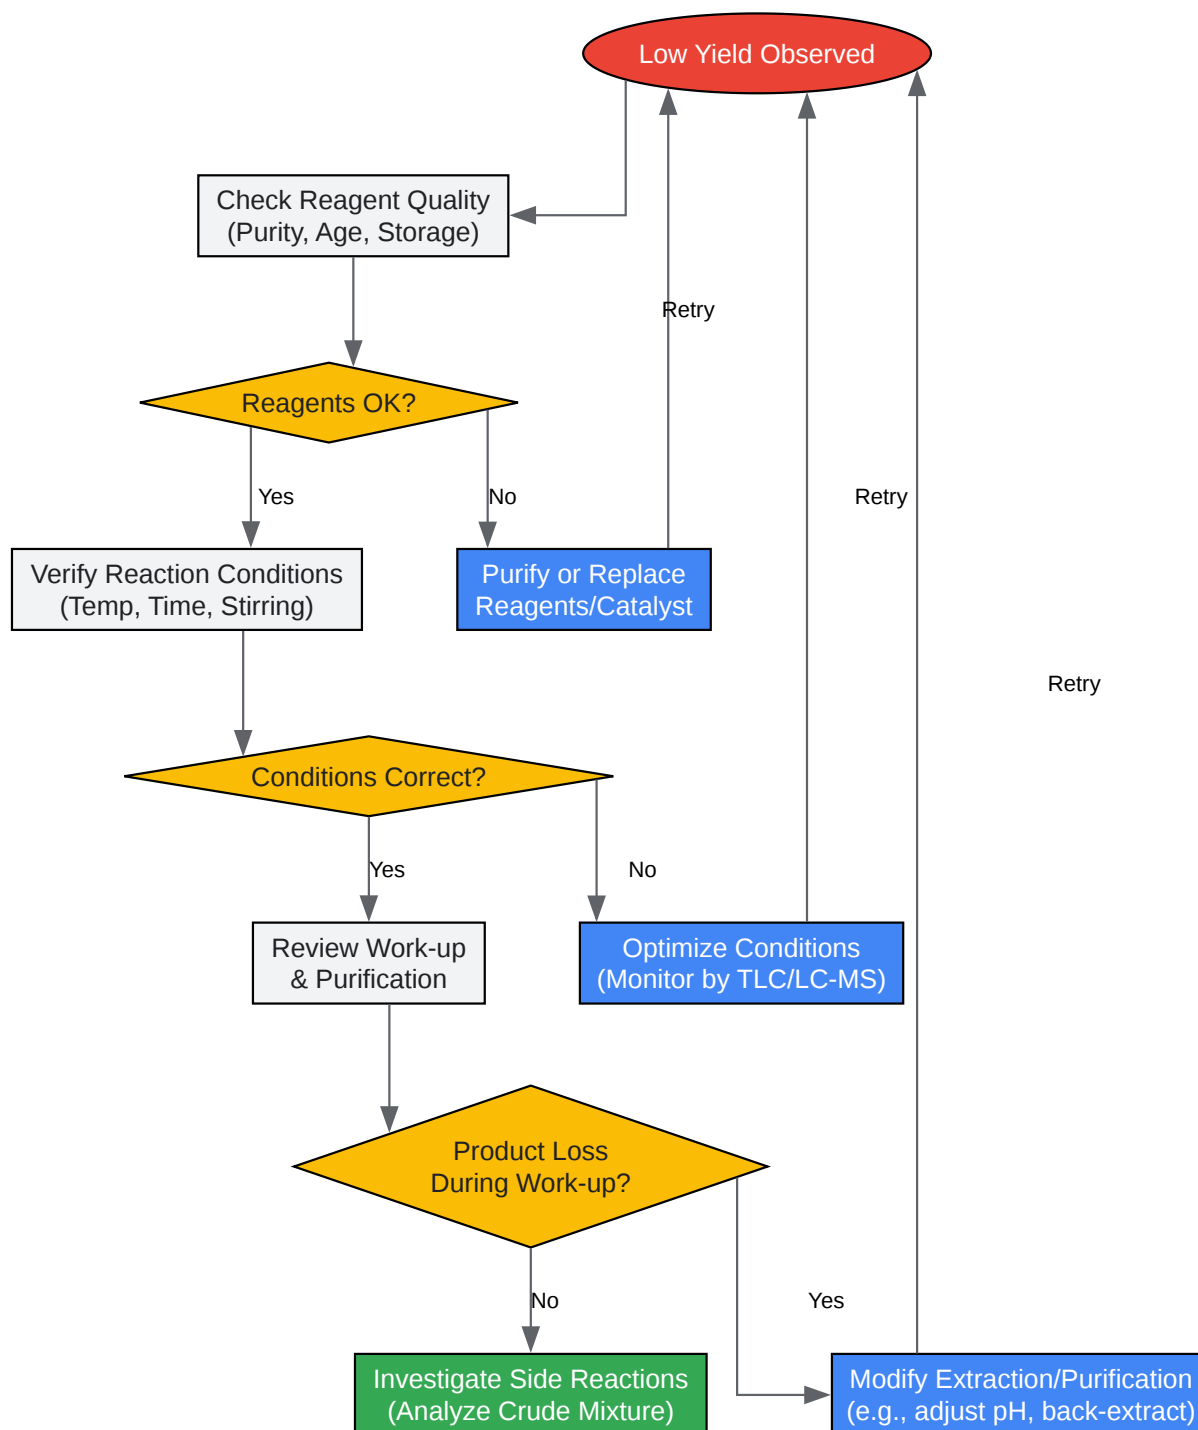 Low Yield Observed
Check Reagent Quality
(Purity, Age, Storage)
Retry
Reagents OK?
Yes
No
Retry
Verify Reaction Conditions
(Temp, Time, Stirring)
Purify or Replace
Reagents/Catalyst
Retry
Conditions Correct?
Yes
No
Review Work-up
& Purification
Optimize Conditions
(Monitor by TLC/LC-MS)
Product Loss
During Work-up?
No
Yes
Investigate Side Reactions
(Analyze Crude Mixture)
Modify Extraction/Purification
(e.g., adjust pH, back-extract)